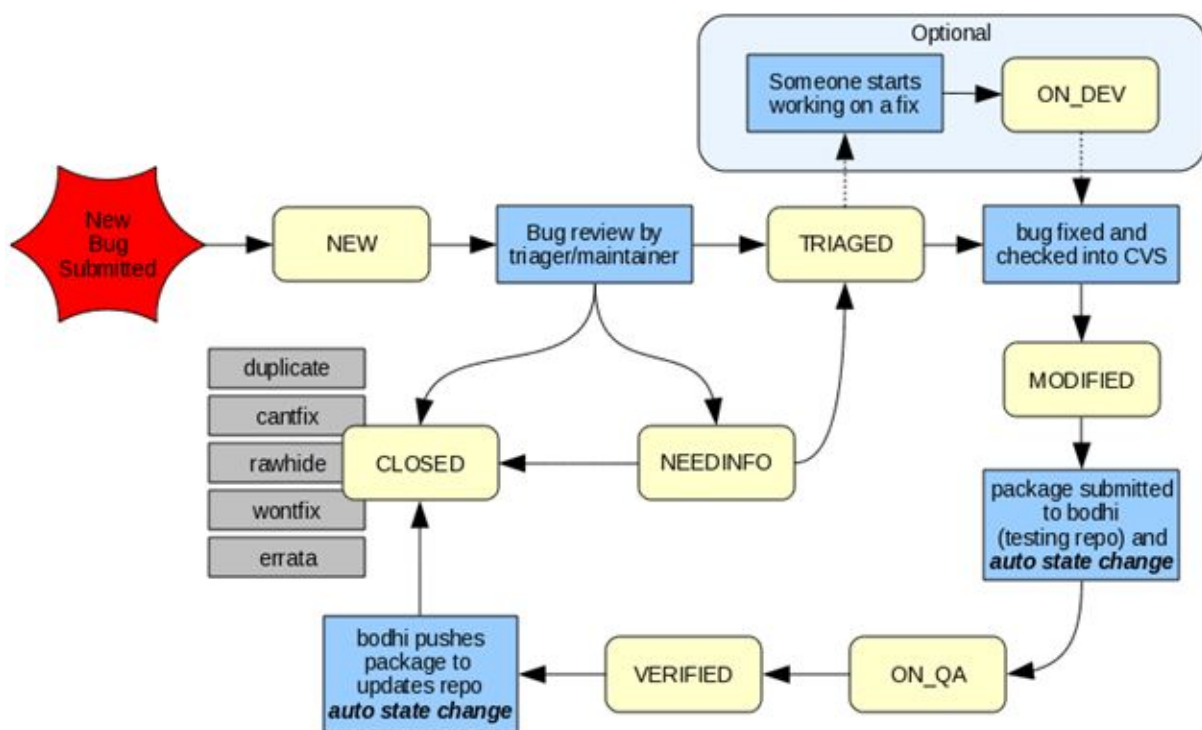 Optional
Someone starts
working on a fix
ON_DEV
New
Bug
Submitted
NEW
Bug review by
triager/maintainer
TRIAGED
bug fixed and
checked into CVS
duplicate
cantfix
rawhide
wontfix
errata
CLOSED
NEEDINFO
MODIFIED
package submitted
to bodhi
(testing repo) and
auto state change
bodhi pushes
package to
updates repo
auto state change
VERIFIED
ON_QA